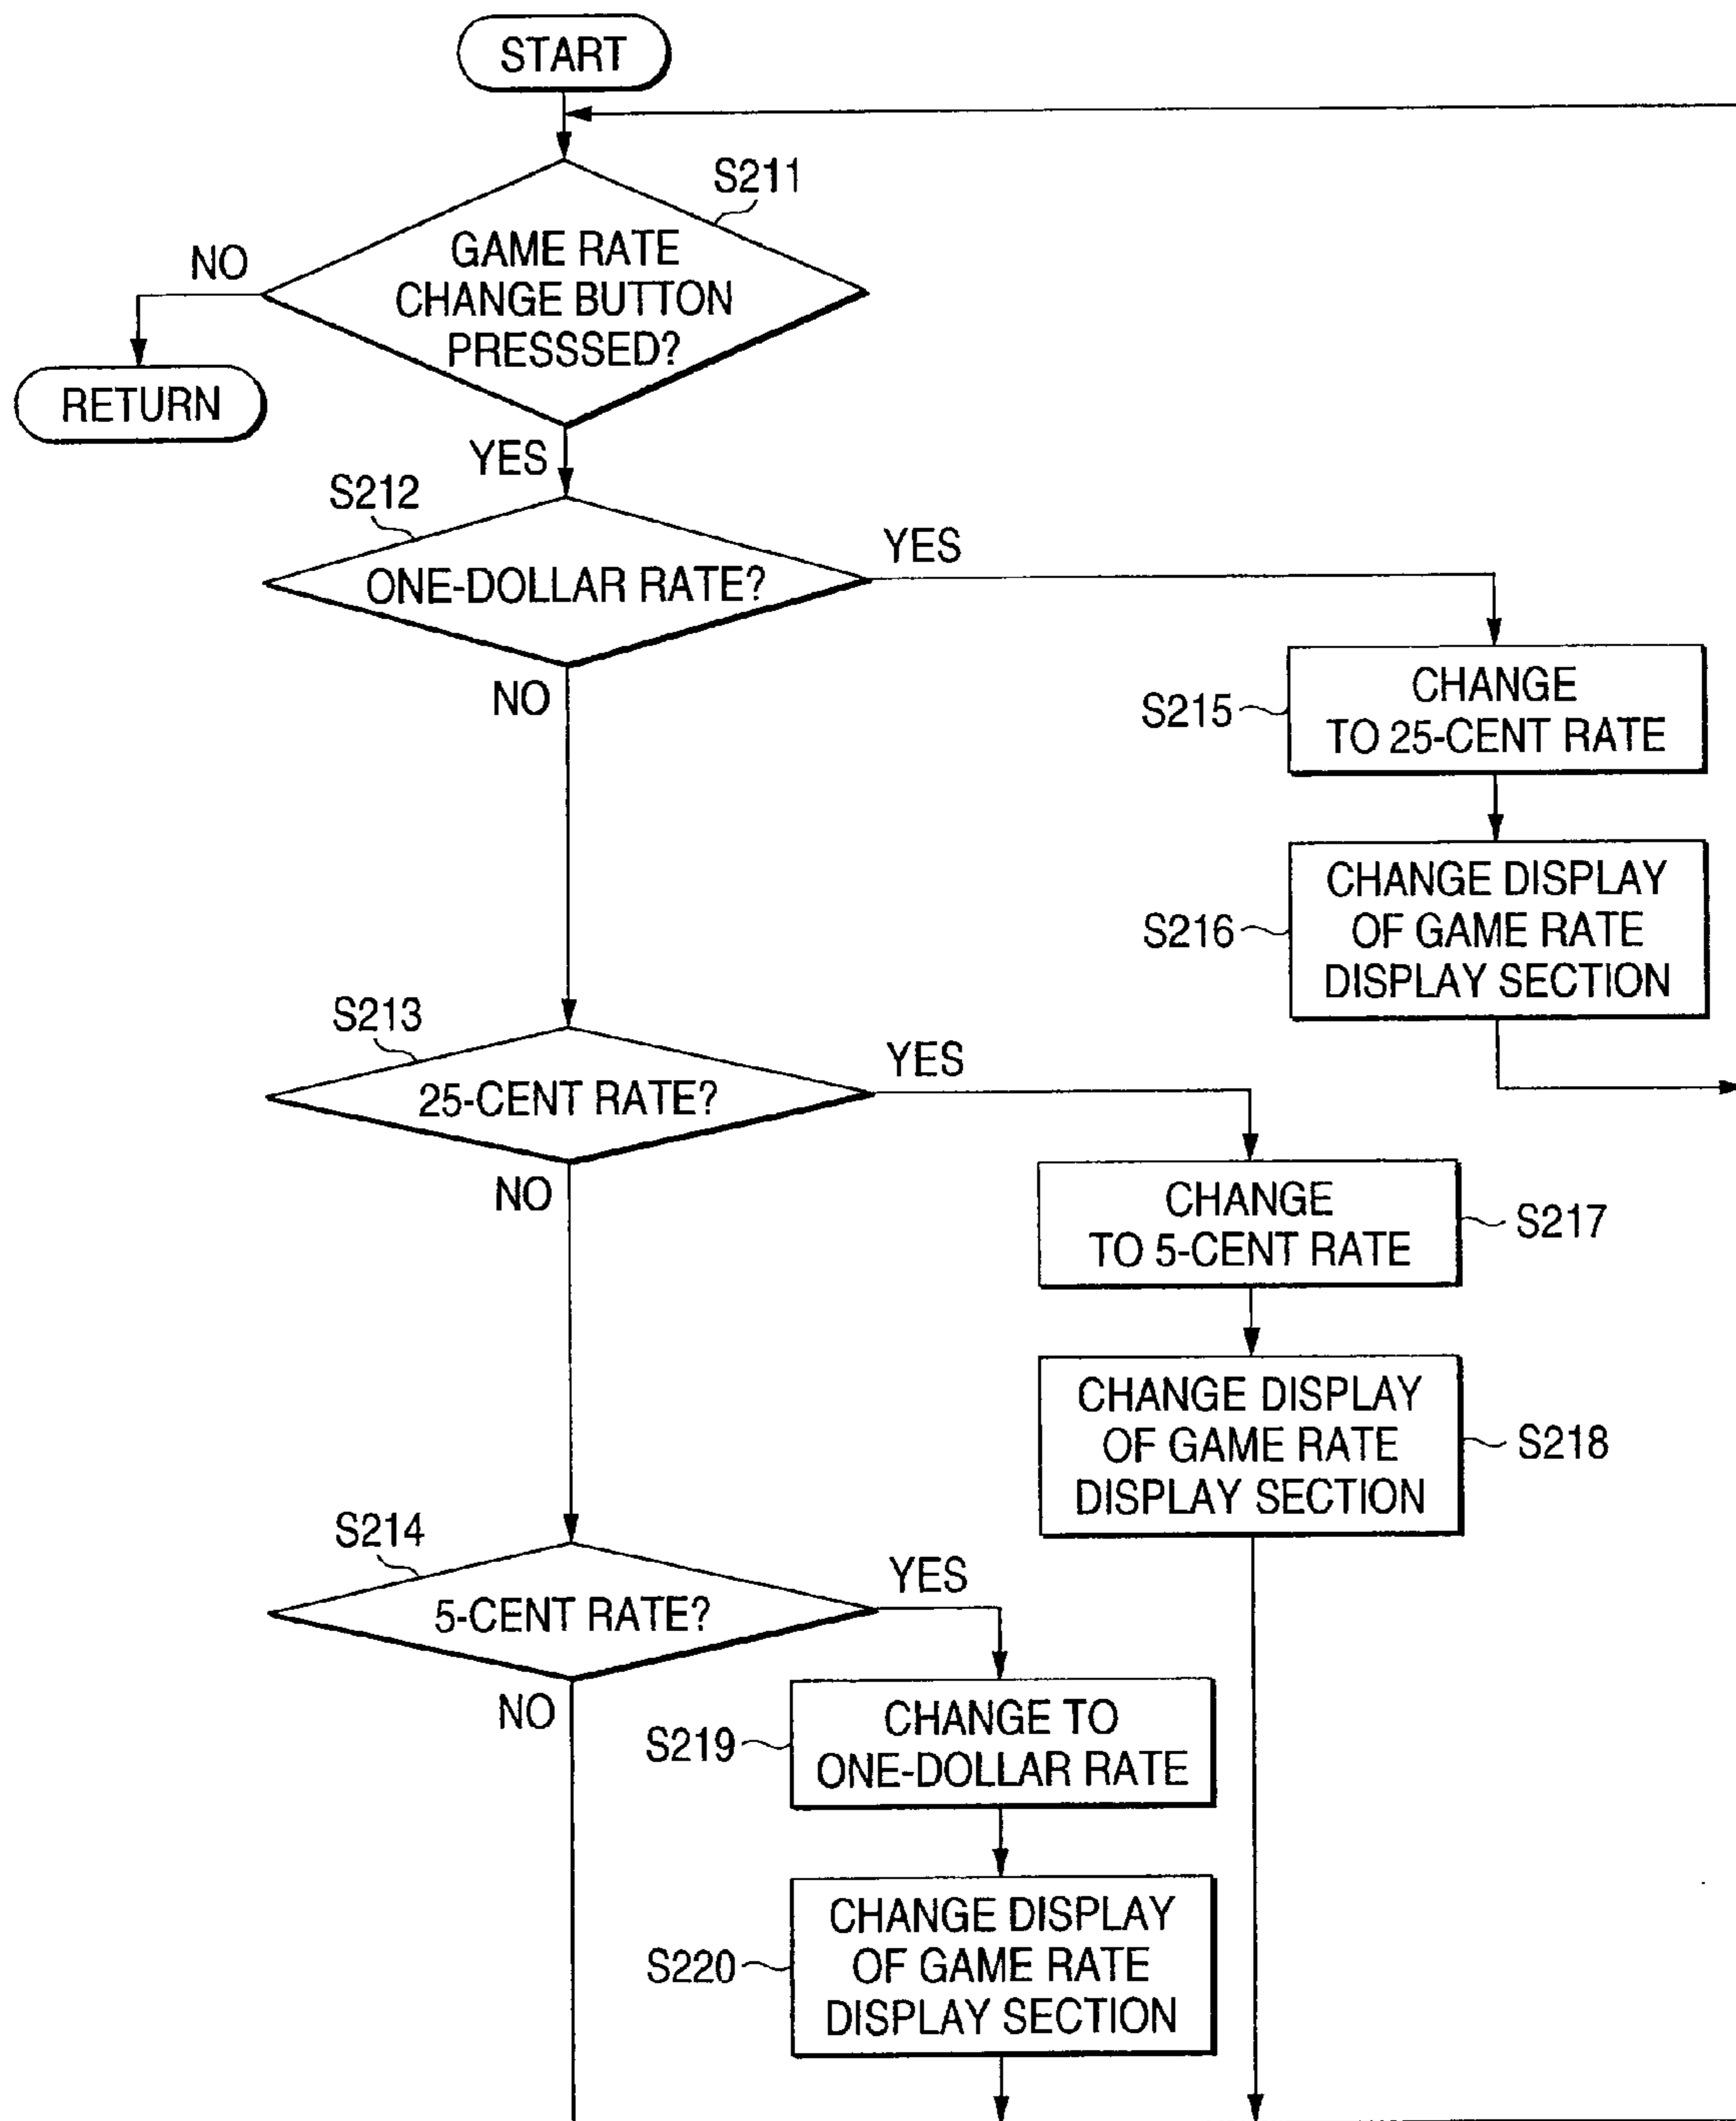 START
S211
GAME RATE
CHANGE BUTTON
PRESSSED?
NO
RETURN
YES
S212
ONE-DOLLAR RATE?
YES
NO
S215
CHANGE
TO 25-CENT RATE
S216
CHANGE DISPLAY
OF GAME RATE
DISPLAY SECTION
S213
25-CENT RATE?
YES
NO
CHANGE
TO 5-CENT RATE
S217
CHANGE DISPLAY
OF GAME RATE
DISPLAY SECTION
S218
S214
5-CENT RATE?
YES
NO
S219
CHANGE TO
ONE-DOLLAR RATE
S220
CHANGE DISPLAY
OF GAME RATE
DISPLAY SECTION